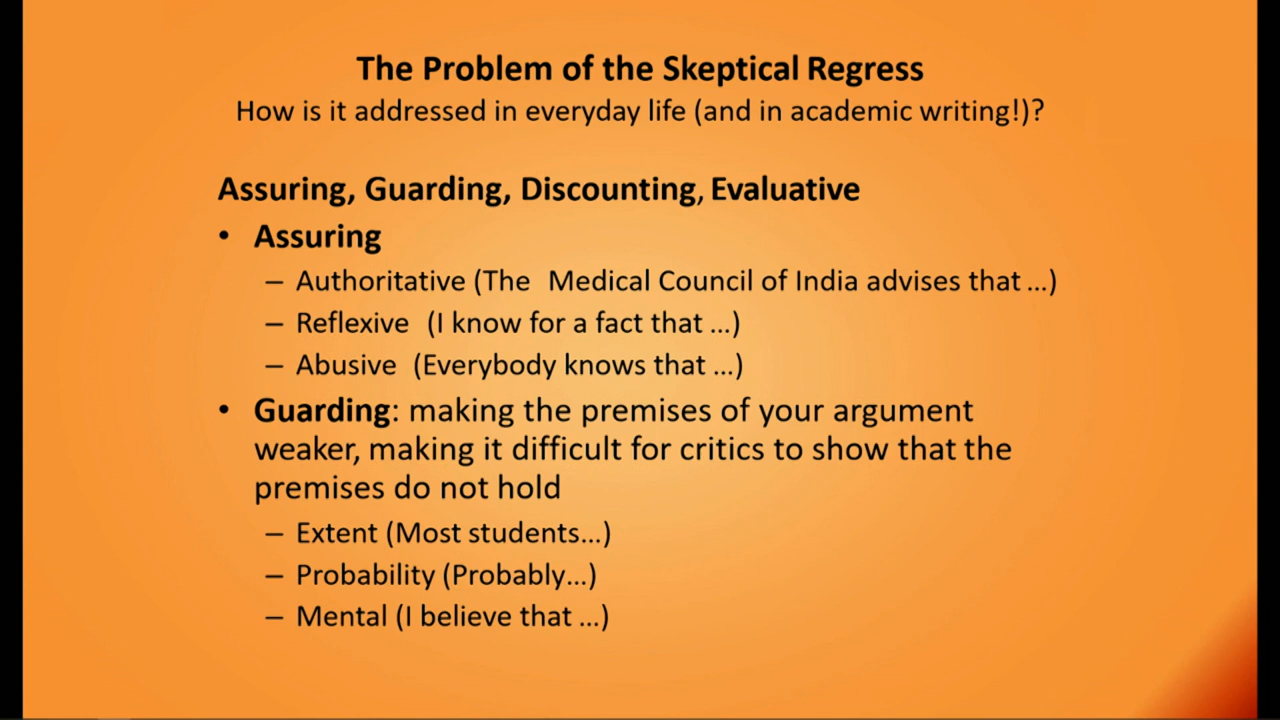 The Problem of the Skeptical Regress
How is it addressed in everyday life (and in academic writing!)?
Assuring, Guarding, Discounting, Evaluative
• Assuring
– Authoritative (The Medical Council of India advises that ...)
– Reflexive (I know for a fact that ...)
– Abusive (Everybody knows that ...)
• Guarding: making the premises of your argument
weaker, making it difficult for critics to show that the
premises do not hold
– Extent (Most students...)
– Probability (Probably...)
– Mental (I believe that ...)